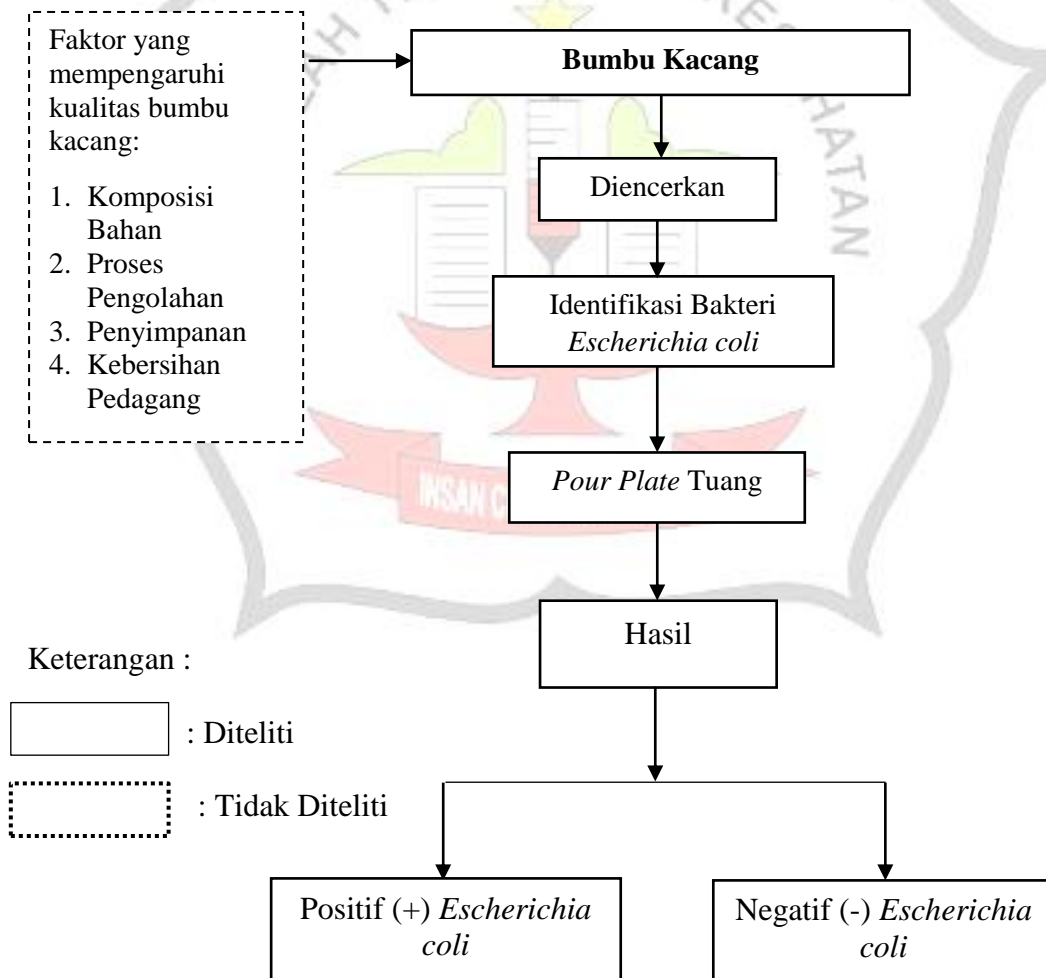 Faktor yang
mempengaruhi
kualitas bumbu
kacang:
1. Komposisi
Bahan
2. Proses
Pengolahan
3. Penyimpanan
4. Kebersihan
Pedagang
Bumbu Kacang
Diencerkan
Identifikasi Bakteri
Escherichia coli
Pour Plate Tuang
INSAN C
Hasil
Keterangan :
: Diteliti
: Tidak Diteliti
Positif (+) Escherichia
coli
Negatif (-) Escherichia
coli